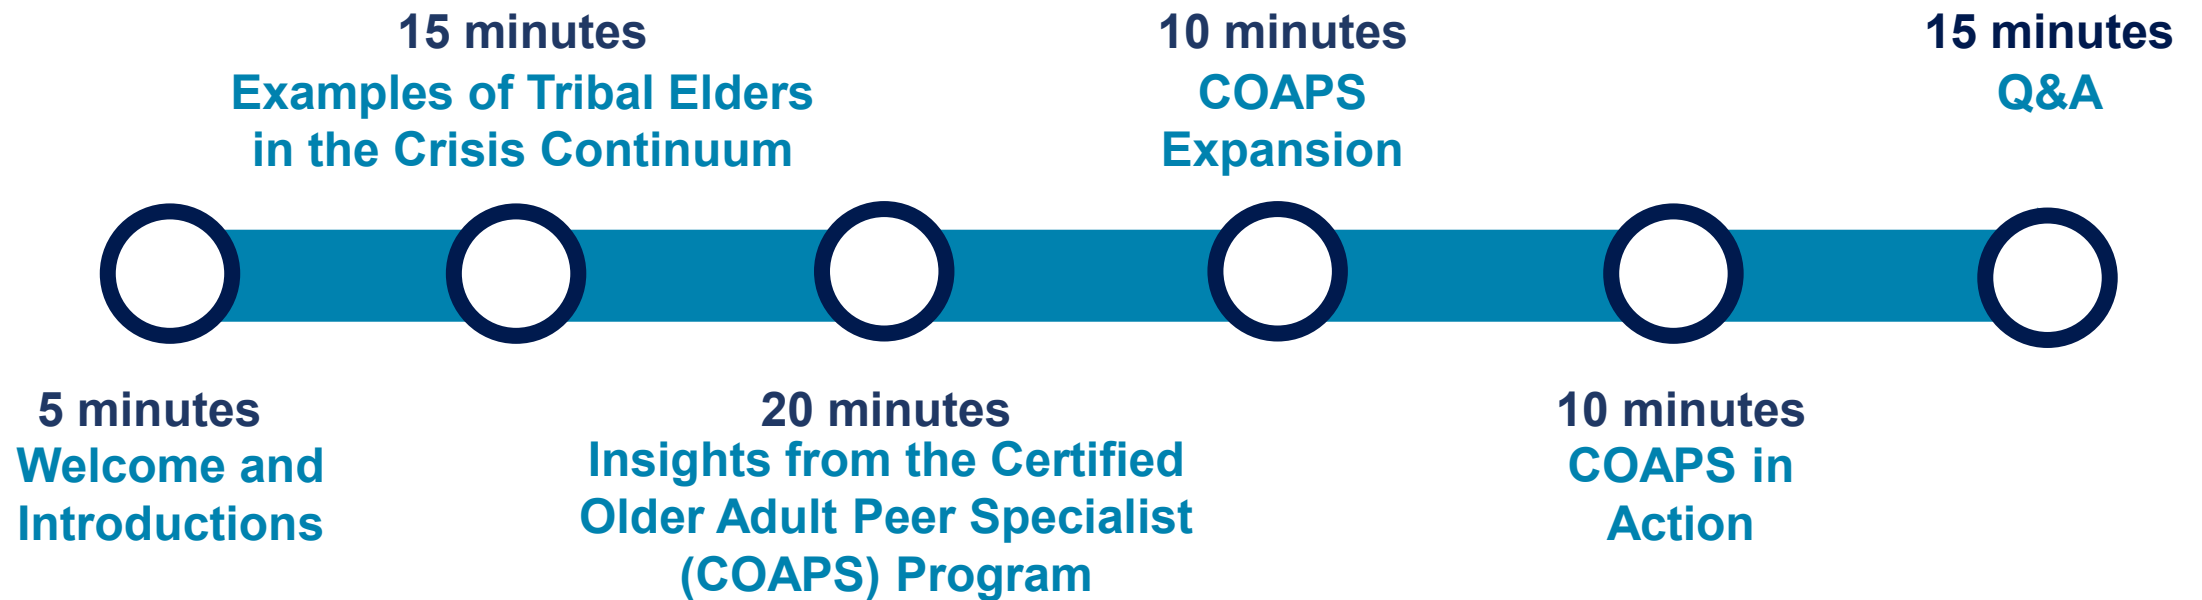 5 minutes
Welcome and
Introductions
15 minutes
Examples of Tribal Elders
in the Crisis Continuum
20 minutes
Insights from the Certified
Older Adult Peer Specialist
(COAPS) Program
10 minutes
COAPS
Expansion
10 minutes
COAPS in
Action
15 minutes
Q&A